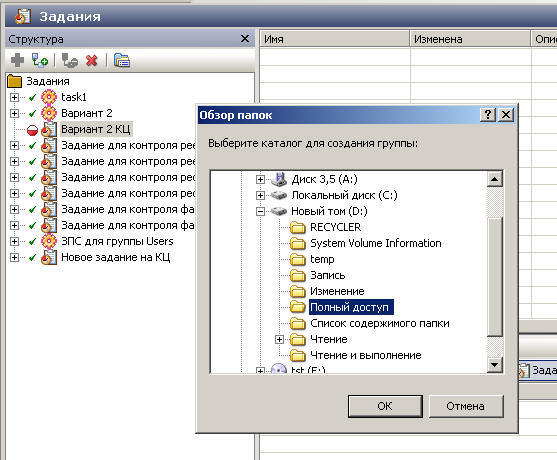 Задания
Структура
Имя
Изменена
Задания
task1
Вариант 2
Вариант 2 КЦ
Задание для контроля рее
Задание для контроля рее
Задание для контроля рес
Задание для контроля рес
Задание для контроля фа
Задание для контроля фа
ЗПС для группы Users
Новое задание на КЦ
Обзор папок
Выберите каталог для создания группы:
Диск 3,5 (A:)
Локальный диск (C:)
Новый том (D:)
RECYCLER
System Volume Information
temp
Запись
Изменение
Полный доступ
Список содержимого папки
Чтение
Чтение и выполнение
tst (E:)
OK
Отмена
Зада